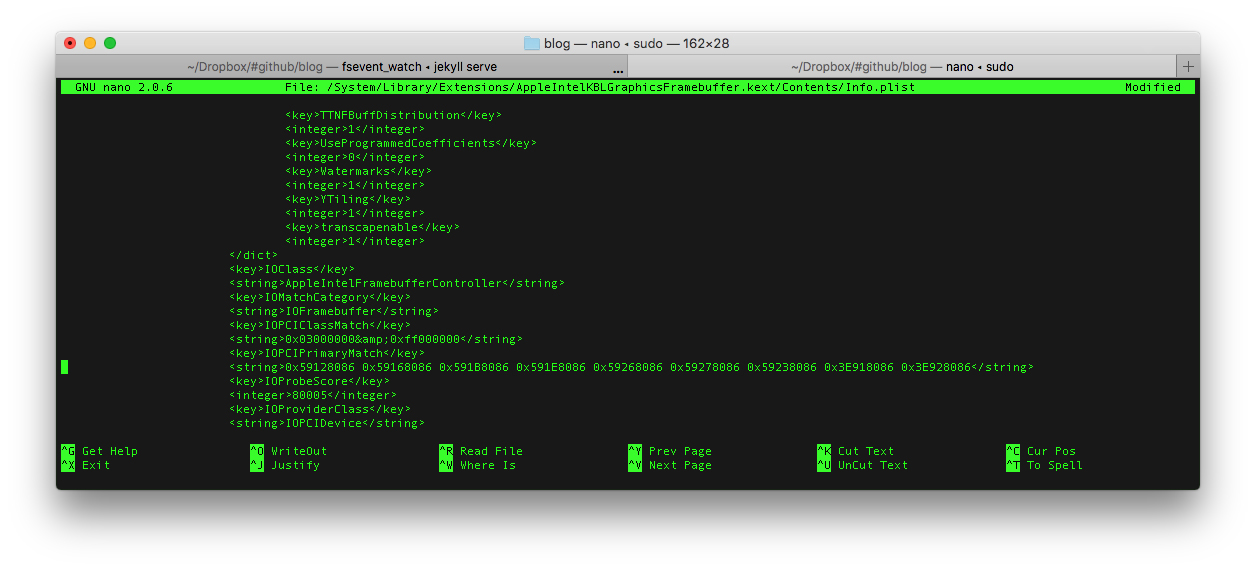 blog — nano ◂ sudo — 162×28
~/Dropbox/#github/blog — fsevent_watch ◂ jekyll serve ...
~/Dropbox/#github/blog — nano ◂ sudo +
GNU nano 2.0.6 File: /System/Library/Extensions/AppleIntelKBLGraphicsFramebuffer.kext/Contents/Info.plist Modified
<key>TTNFBuffDistribution</key>
<integer>1</integer>
<key>UseProgrammedCoefficients</key>
<integer>0</integer>
<key>Watermarks</key>
<integer>1</integer>
<key>YTiling</key>
<integer>1</integer>
<key>transcapenable</key>
<integer>1</integer>
</dict>
<key>IOClass</key>
<string>AppleIntelFramebufferController</string>
<key>IOMatchCategory</key>
<string>IOFramebuffer</string>
<key>IOPCIClassMatch</key>
<string>0x03000000&amp;0xff000000</string>
<key>IOPCIPrimaryMatch</key>
<string>0x59128086 0x59168086 0x591B8086 0x591E8086 0x59268086 0x59278086 0x59238086 0x3E918086 0x3E928086</string>
<key>IOProbeScore</key>
<integer>80005</integer>
<key>IOProviderClass</key>
<string>IOPCIDevice</string>
^G Get Help ^O WriteOut ^R Read File ^Y Prev Page ^K Cut Text ^C Cur Pos
^X Exit ^J Justify ^W Where Is ^V Next Page ^U UnCut Text ^T To Spell